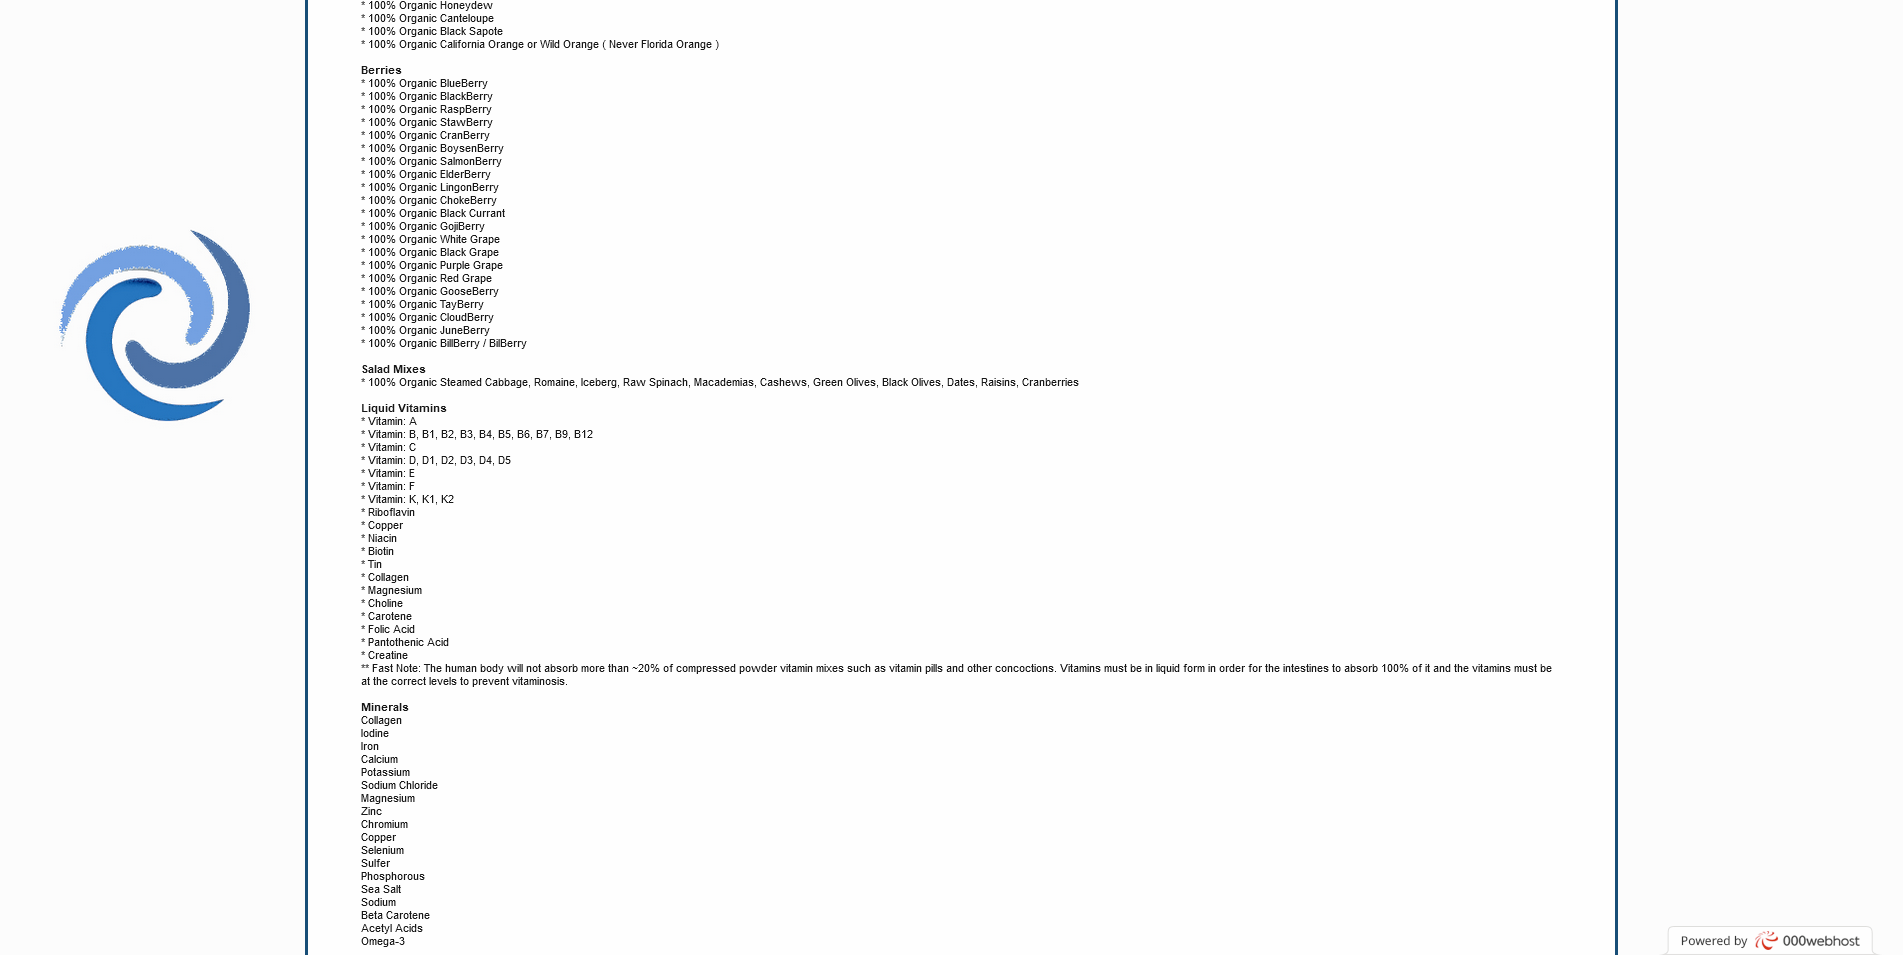 * 100% Organic Honeydew
* 100% Organic Canteloupe
* 100% Organic Black Sapote
* 100% Organic California Orange or Wild Orange ( Never Florida Orange )
Berries
* 100% Organic BlueBerry
* 100% Organic BlackBerry
* 100% Organic RaspBerry
* 100% Organic StawBerry
* 100% Organic CranBerry
* 100% Organic BoysenBerry
* 100% Organic SalmonBerry
* 100% Organic ElderBerry
* 100% Organic LingonBerry
* 100% Organic ChokeBerry
* 100% Organic Black Currant
* 100% Organic GojiBerry
* 100% Organic White Grape
* 100% Organic Black Grape
* 100% Organic Purple Grape
* 100% Organic Red Grape
* 100% Organic GooseBerry
* 100% Organic TayBerry
* 100% Organic CloudBerry
* 100% Organic JuneBerry
* 100% Organic BillBerry / BilBerry
Salad Mixes
* 100% Organic Steamed Cabbage, Romaine, Iceberg, Raw Spinach, Macademias, Cashews, Green Olives, Black Olives, Dates, Raisins, Cranberries
Liquid Vitamins
* Vitamin: A
* Vitamin: B, B1, B2, B3, B4, B5, B6, B7, B9, B12
* Vitamin: C
* Vitamin: D, D1, D2, D3, D4, D5
* Vitamin: E
* Vitamin: F
* Vitamin: K, K1, K2
* Riboflavin
* Copper
* Niacin
* Biotin
* Tin
* Collagen
* Magnesium
* Choline
* Carotene
* Folic Acid
* Pantothenic Acid
* Creatine
** Fast Note: The human body will not absorb more than ~20% of compressed powder vitamin mixes such as vitamin pills and other concoctions. Vitamins must be in liquid form in order for the intestines to absorb 100% of it and the vitamins must be
at the correct levels to prevent vitaminosis.
Minerals
Collagen
Iodine
Iron
Calcium
Potassium
Sodium Chloride
Magnesium
Zinc
Chromium
Copper
Selenium
Sulfer
Phosphorous
Sea Salt
Sodium
Beta Carotene
Acetyl Acids
Omega-3
Powered by 000webhost